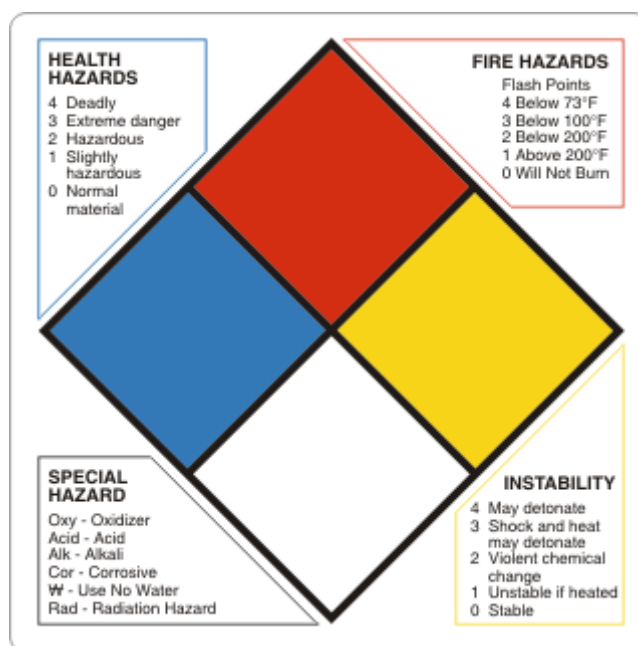 HEALTH
HAZARDS
4 Deadly
3 Extreme danger
2 Hazardous
1 Slightly
hazardous
0 Normal
material
FIRE HAZARDS
Flash Points
4 Below 73°F
3 Below 100°F
2 Below 200°F
1 Above 200°F
0 Will Not Burn
SPECIAL
HAZARD
Oxy - Oxidizer
Acid - Acid
Alk - Alkali
Cor - Corrosive
W̶ - Use No Water
Rad - Radiation Hazard
INSTABILITY
4 May detonate
3 Shock and heat
may detonate
2 Violent chemical
change
1 Unstable if heated
0 Stable